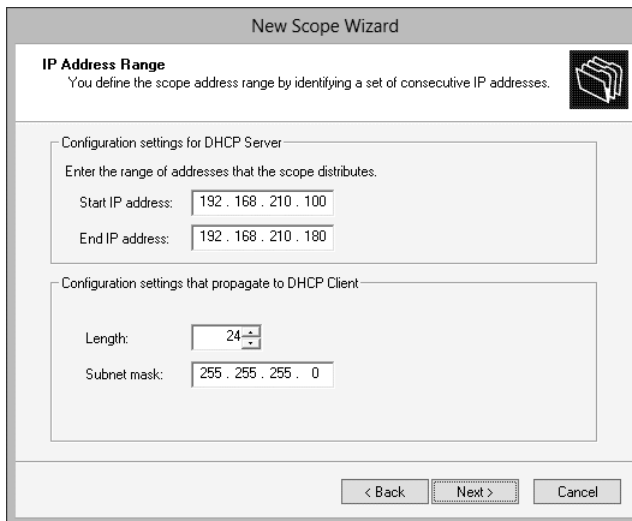 New Scope Wizard
IP Address Range
You define the scope address range by identifying a set of consecutive IP addresses.
Configuration settings for DHCP Server
Enter the range of addresses that the scope distributes.
Start IP address: 192 . 168 . 210 . 100
End IP address: 192 . 168 . 210 . 180
Configuration settings that propagate to DHCP Client
Length: 24
Subnet mask: 255 . 255 . 255 . 0
< Back Next > Cancel